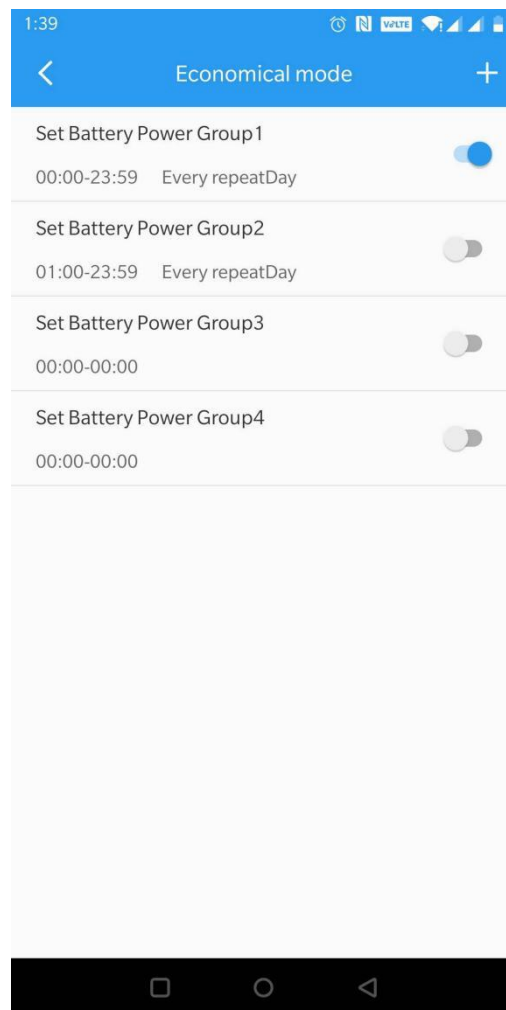 1:39 VoLTE
Economical mode
Set Battery Power Group1
00:00-23:59 Every repeatDay
Set Battery Power Group2
01:00-23:59 Every repeatDay
Set Battery Power Group3
00:00-00:00
Set Battery Power Group4
00:00-00:00